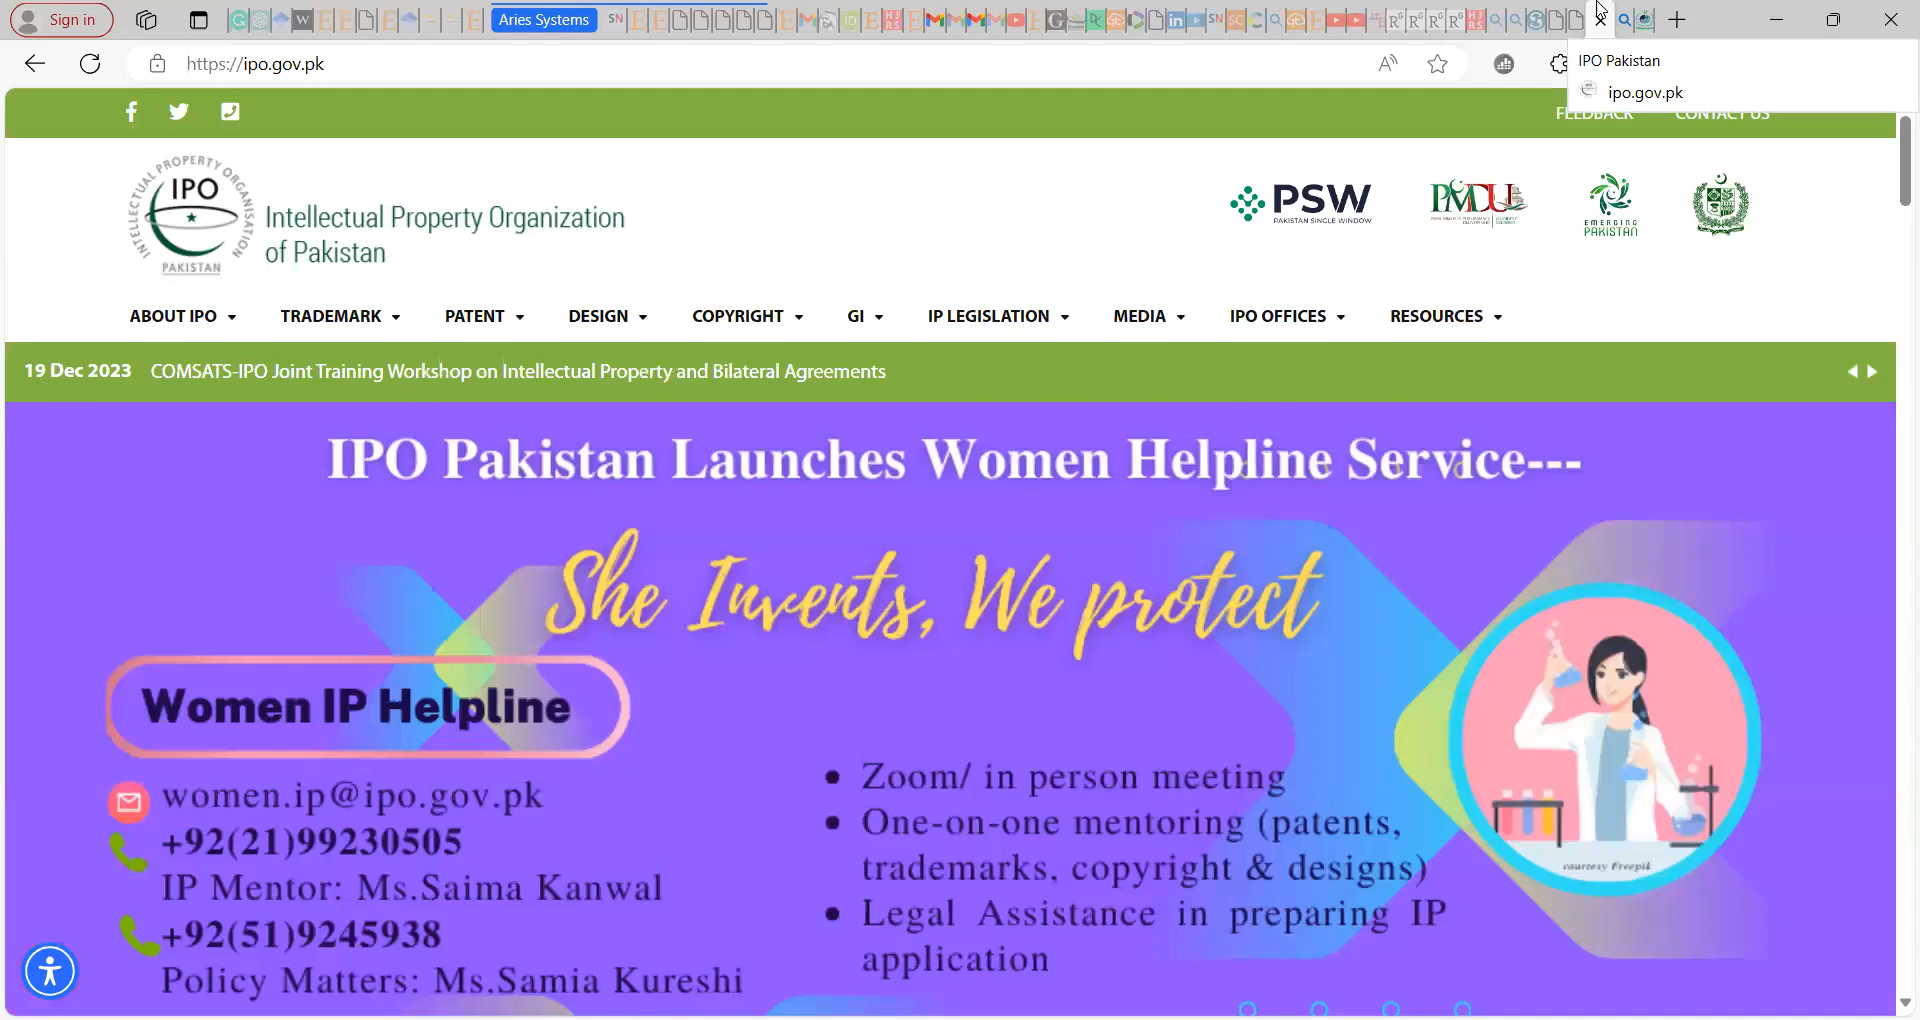 Sign in
Aries Systems
https://ipo.gov.pk
IPO Pakistan
ipo.gov.pk
FEEDBACK
CONTACT US
INTELLECTUAL PROPERTY ORGANISATION
IPO
PAKISTAN
Intellectual Property Organization
of Pakistan
PSW
PAKISTAN SINGLE WINDOW
PMDU
EMERGING
PAKISTAN
ABOUT IPO
TRADEMARK
PATENT
DESIGN
COPYRIGHT
GI
IP LEGISLATION
MEDIA
IPO OFFICES
RESOURCES
19 Dec 2023 COMSATS-IPO Joint Training Workshop on Intellectual Property and Bilateral Agreements
IPO Pakistan Launches Women Helpline Service---
She Invents, We protect
Women IP Helpline
women.ip@ipo.gov.pk
+92(21)99230505
IP Mentor: Ms.Saima Kanwal
+92(51)9245938
Policy Matters: Ms.Samia Kureshi
Zoom/ in person meeting
One-on-one mentoring (patents,
trademarks, copyright & designs)
Legal Assistance in preparing IP
application
courtesy Freepik